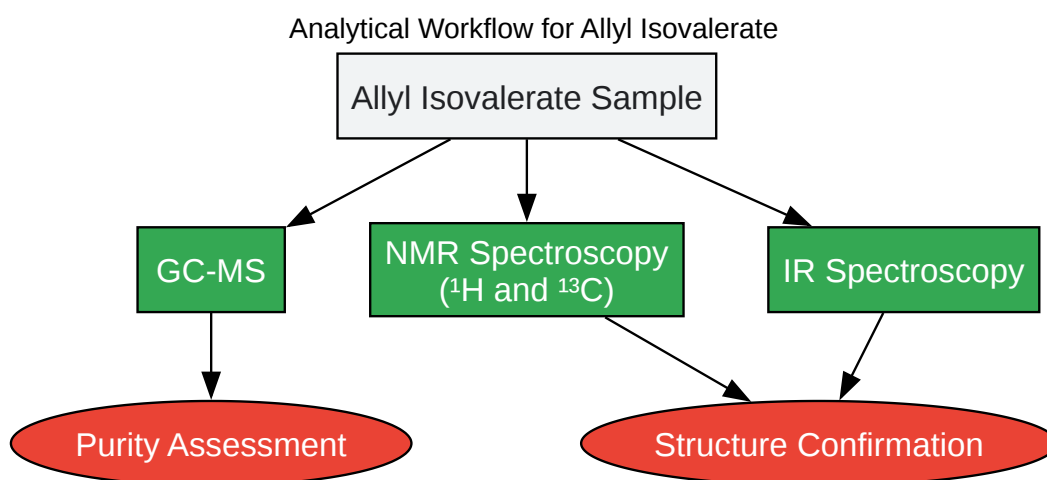 Analytical Workflow for Allyl Isovalerate
Allyl Isovalerate Sample
GC-MS
NMR Spectroscopy
(¹H and ¹³C)
IR Spectroscopy
Purity Assessment
Structure Confirmation